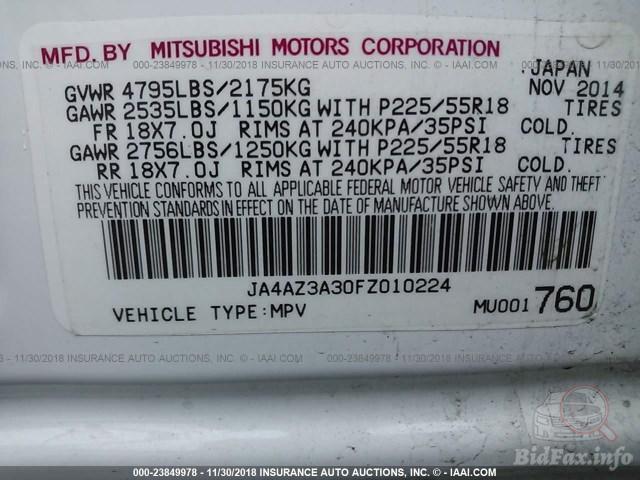 MFD. BY MITSUBISHI MOTORS CORPORATION
JAPAN
GVWR 4795LBS/2175KG NOV 2014
GAWR 2535LBS/1150KG WITH P225/55R18 TIRES
FR 18X7.0J RIMS AT 240KPA/35PSI COLD.
GAWR 2756LBS/1250KG WITH P225/55R18 TIRES
RR 18X7.0J RIMS AT 240KPA/35PSI COLD.
THIS VEHICLE CONFORMS TO ALL APPLICABLE FEDERAL MOTOR VEHICLE SAFETY AND THEFT
PREVENTION STANDARDS IN EFFECT ON THE DATE OF MANUFACTURE SHOWN ABOVE.
JA4AZ3A30FZ010224
VEHICLE TYPE:MPV MU001760
000-23849978 - 11/30/2018 INSURANCE AUTO AUCTIONS, INC. - © IAAI.COM
BidFax.info